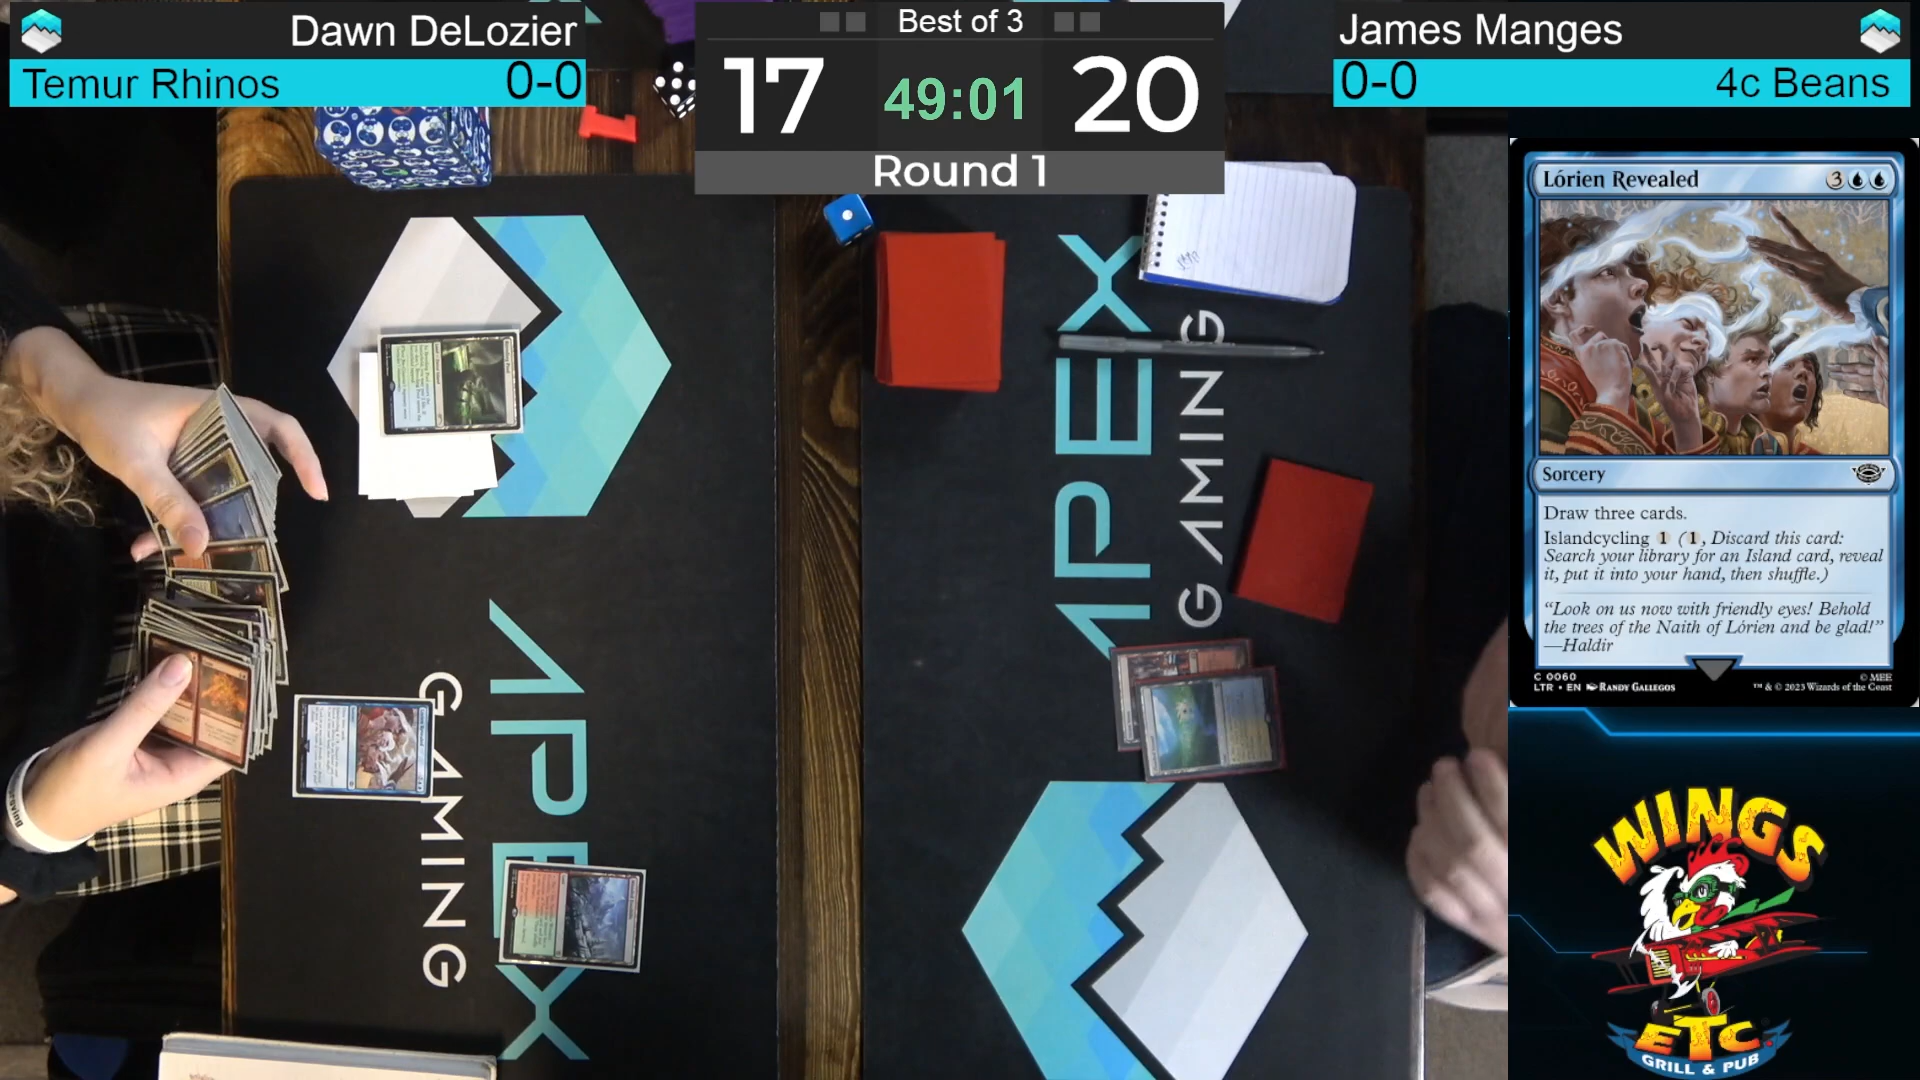 Dawn DeLozier
Temur Rhinos 0-0
Best of 3
17 49:01 20
Round 1
James Manges
0-0 4c Beans
Lórien Revealed 3
Sorcery
Draw three cards.
Islandcycling 1 (1, Discard this card:
Search your library for an Island card, reveal
it, put it into your hand, then shuffle.)
“Look on us now with friendly eyes! Behold
the trees of the Naith of Lórien and be glad!”
—Haldir
C 0060
LTR • EN RANDY GALLEGOS
© MEE
™ & © 2023 Wizards of the Coast
APEX
GAMING
APEX
GAMING
WINGS
ETC.
GRILL & PUB